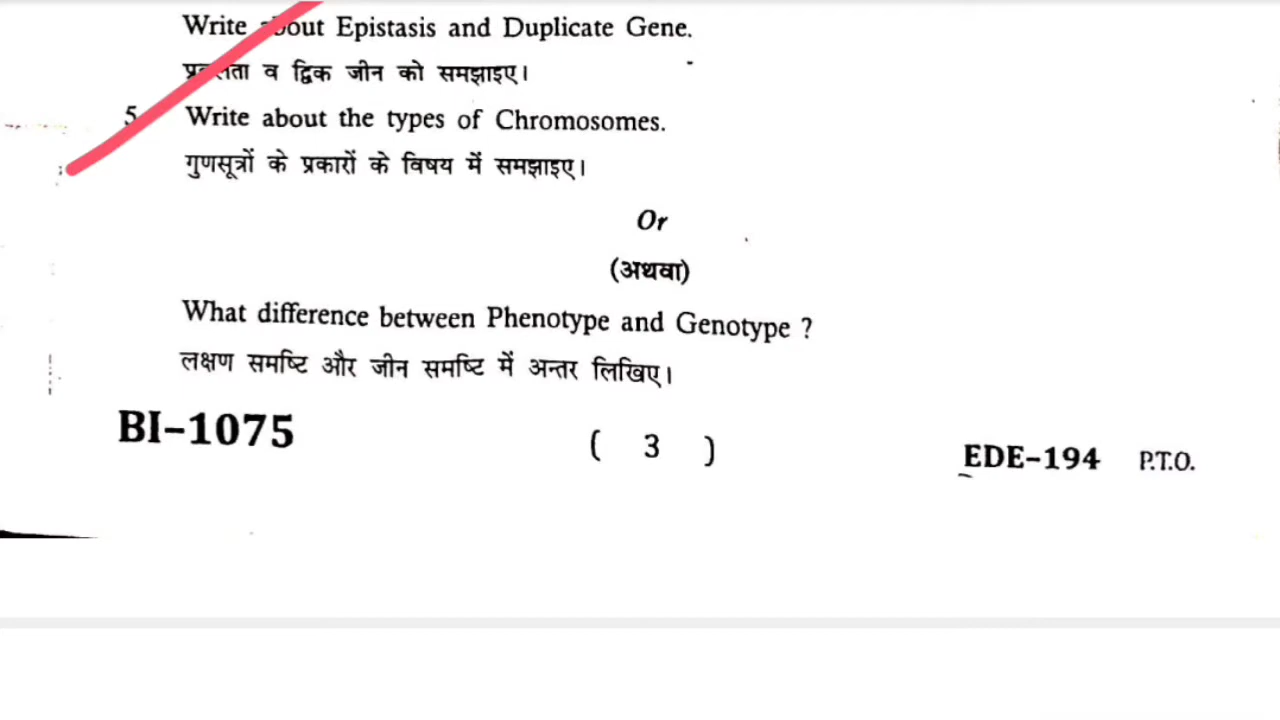 Write about Epistasis and Duplicate Gene.
प्रबलता व द्विक जीन को समझाइए।
5. Write about the types of Chromosomes.
गुणसूत्रों के प्रकारों के विषय में समझाइए।
Or
(अथवा)
What difference between Phenotype and Genotype ?
लक्षण समष्टि और जीन समष्टि में अन्तर लिखिए।
BI-1075 ( 3 ) EDE-194 P.T.O.